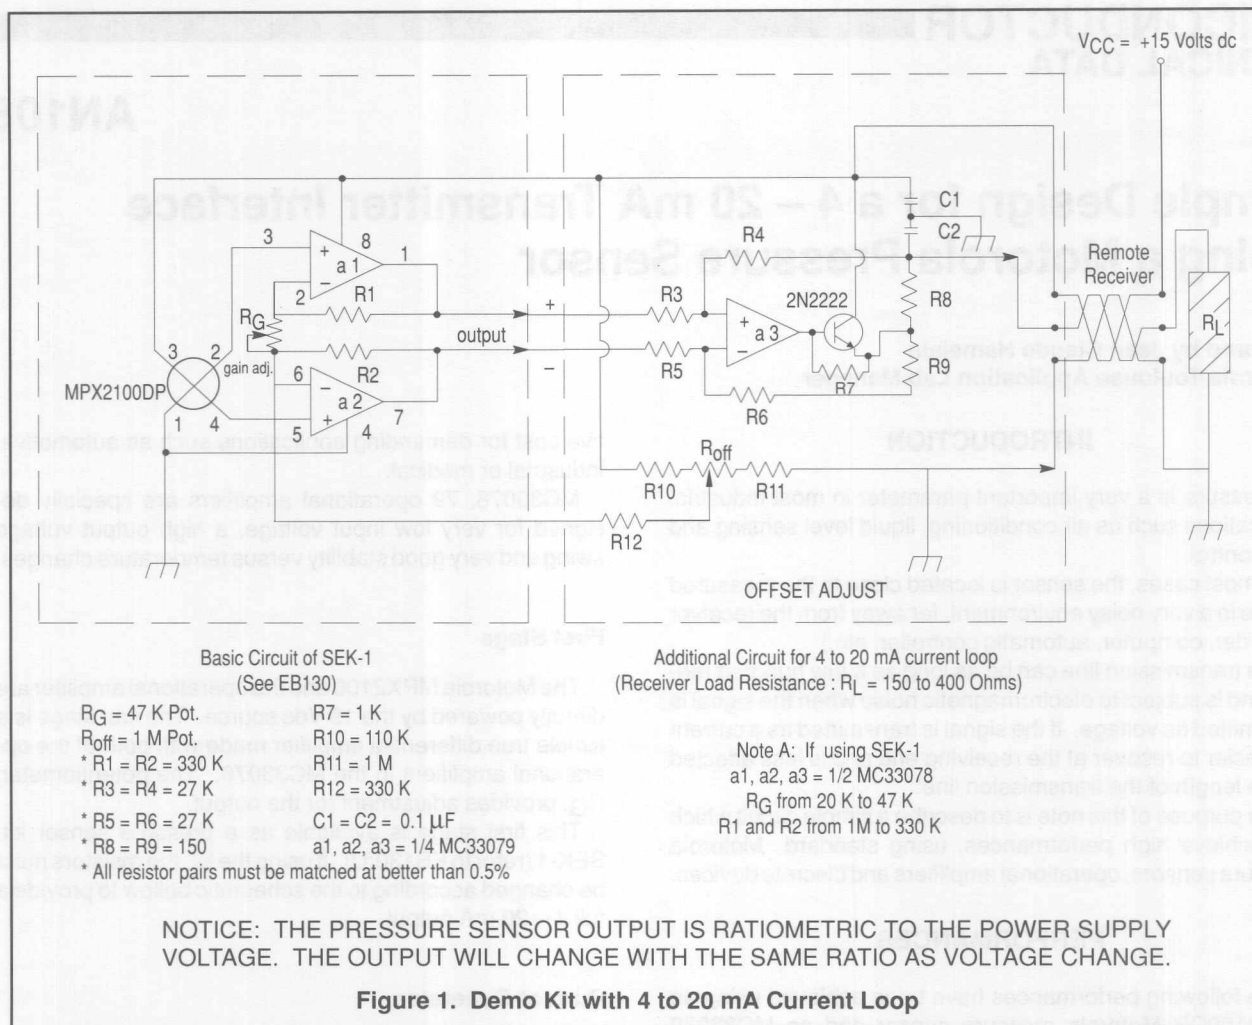 V_CC = +15 Volts dc
C1
C2
3
8
1
+
a 1
−
2
R1
R_G
gain adj.
output
R2
3
2
MPX2100DP
1
4
6
−
a 2
+
5
4
7
+
−
R3
R4
R5
R6
+
a 3
−
2N2222
R7
R8
R9
Remote
Receiver
R_L
R_off
R10
R11
R12
OFFSET ADJUST
Basic Circuit of SEK-1
(See EB130)
Additional Circuit for 4 to 20 mA current loop
(Receiver Load Resistance : R_L = 150 to 400 Ohms)
R_G = 47 K Pot.
R_off = 1 M Pot.
* R1 = R2 = 330 K
* R3 = R4 = 27 K
* R5 = R6 = 27 K
* R8 = R9 = 150
R7 = 1 K
R10 = 110 K
R11 = 1 M
R12 = 330 K
C1 = C2 = 0.1 µF
a1, a2, a3 = 1/4 MC33079
* All resistor pairs must be matched at better than 0.5%
Note A: If using SEK-1
a1, a2, a3 = 1/2 MC33078
R_G from 20 K to 47 K
R1 and R2 from 1M to 330 K
NOTICE: THE PRESSURE SENSOR OUTPUT IS RATIOMETRIC TO THE POWER SUPPLY
VOLTAGE. THE OUTPUT WILL CHANGE WITH THE SAME RATIO AS VOLTAGE CHANGE.
Figure 1. Demo Kit with 4 to 20 mA Current Loop